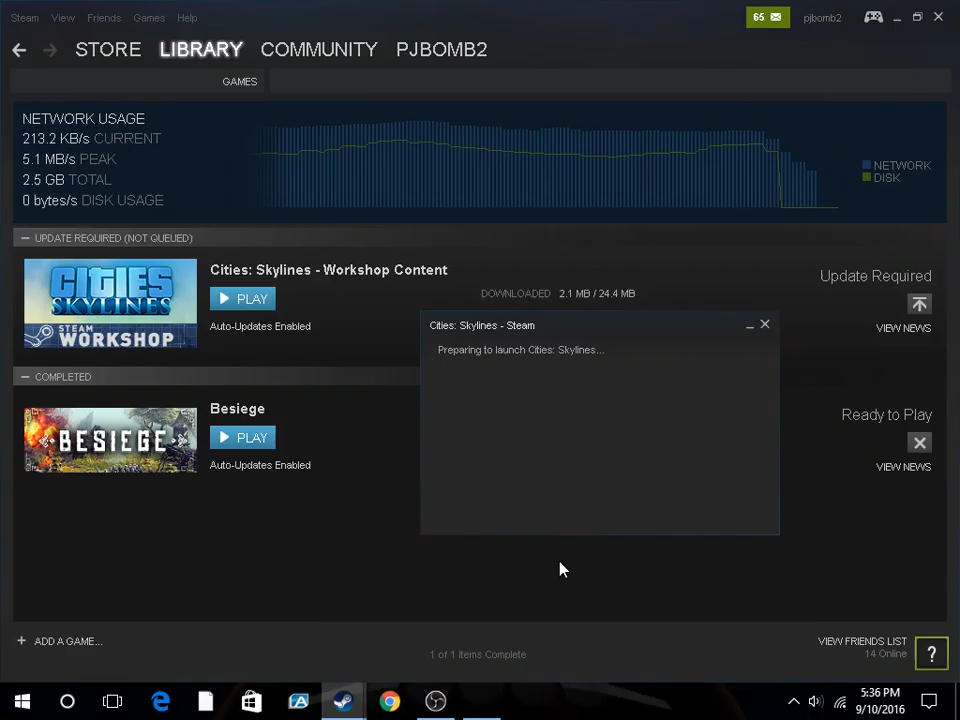 Steam View Friends Games Help
65
pjbomb2
STORE LIBRARY COMMUNITY PJBOMB2
GAMES
NETWORK USAGE
213.2 KB/s CURRENT
5.1 MB/s PEAK
2.5 GB TOTAL
0 bytes/s DISK USAGE
NETWORK
DISK
UPDATE REQUIRED (NOT QUEUED)
CITIES
SKYLINES
STEAM
WORKSHOP
Cities: Skylines - Workshop Content
PLAY
Auto-Updates Enabled
DOWNLOADED 2.1 MB / 24.4 MB
Update Required
VIEW NEWS
Cities: Skylines - Steam
Preparing to launch Cities: Skylines...
COMPLETED
BESIEGE
Besiege
PLAY
Auto-Updates Enabled
Ready to Play
VIEW NEWS
+ ADD A GAME...
1 of 1 Items Complete
VIEW FRIENDS LIST
14 Online
?
5:36 PM
9/10/2016